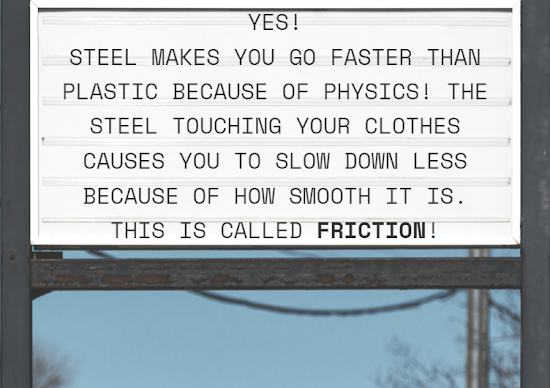 YES!
STEEL MAKES YOU GO FASTER THAN
PLASTIC BECAUSE OF PHYSICS! THE
STEEL TOUCHING YOUR CLOTHES
CAUSES YOU TO SLOW DOWN LESS
BECAUSE OF HOW SMOOTH IT IS.
THIS IS CALLED FRICTION!